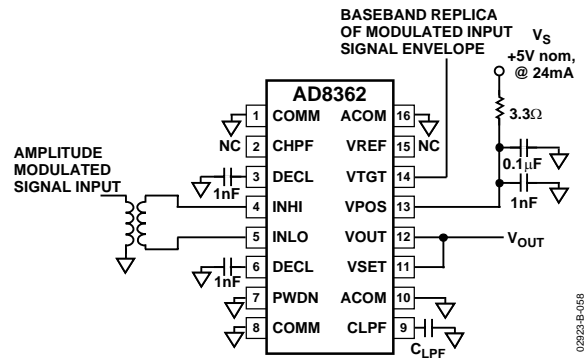 BASEBAND REPLICA
OF MODULATED INPUT
SIGNAL ENVELOPE
VS
+5V nom,
@ 24mA
3.3Ω
0.1μF
1nF
AMPLITUDE
MODULATED
SIGNAL INPUT
AD8362
1 COMM ACOM 16
NC 2 CHPF VREF 15 NC
3 DECL VTGT 14
1nF
4 INHI VPOS 13
5 INLO VOUT 12 VOUT
6 DECL VSET 11
1nF
7 PWDN ACOM 10
8 COMM CLPF 9
CLPF
02923-B-058